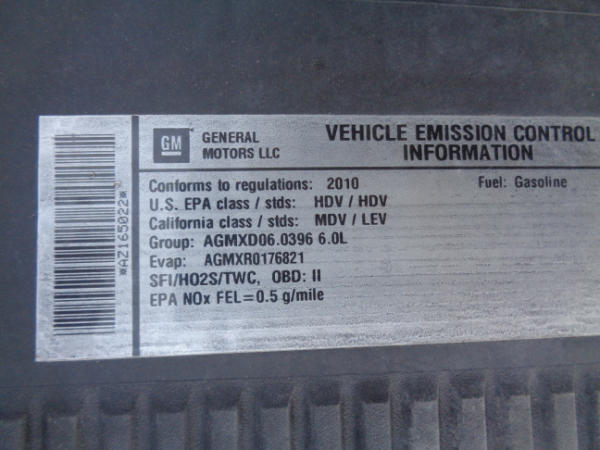 GM
GENERAL MOTORS LLC
VEHICLE EMISSION CONTROL INFORMATION
Conforms to regulations: 2010 Fuel: Gasoline
U.S. EPA class / stds: HDV / HDV
California class / stds: MDV / LEV
Group: AGMXD06.0396 6.0L
Evap: AGMXR0176821
SFI/HO2S/TWC, OBD: II
EPA NOx FEL=0.5 g/mile
*AZ165022*